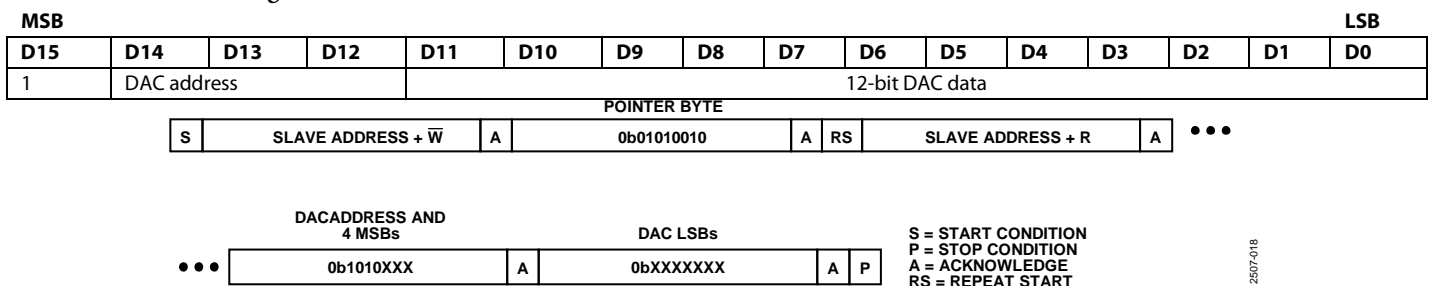 MSB LSB
D15 D14 D13 D12 D11 D10 D9 D8 D7 D6 D5 D4 D3 D2 D1 D0
1 DAC address 12-bit DAC data
POINTER BYTE
S SLAVE ADDRESS + W̅ A 0b01010010 A RS SLAVE ADDRESS + R A •••
DACADDRESS AND
4 MSBs DAC LSBs
••• 0b1010XXX A 0bXXXXXXX A P
S = START CONDITION
P = STOP CONDITION
A = ACKNOWLEDGE
RS = REPEAT START
2507-018